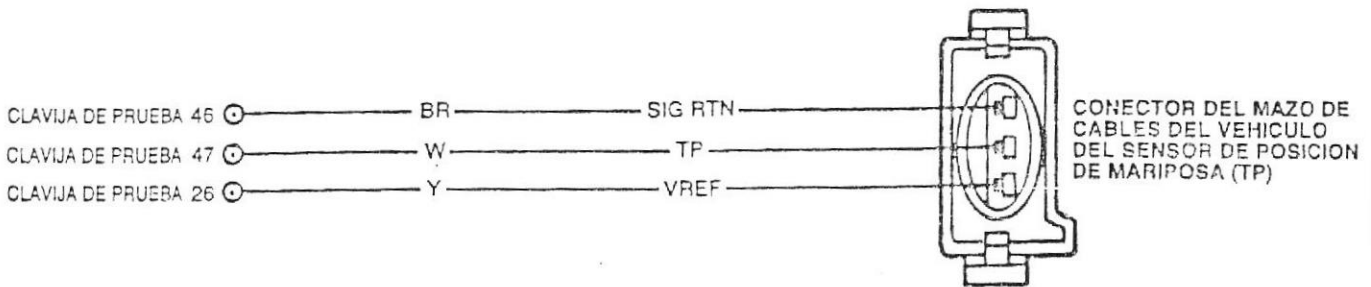 CLAVIJA DE PRUEBA 46 BR SIG RTN
CLAVIJA DE PRUEBA 47 W TP
CLAVIJA DE PRUEBA 26 Y VREF
CONECTOR DEL MAZO DE
CABLES DEL VEHICULO
DEL SENSOR DE POSICION
DE MARIPOSA (TP)